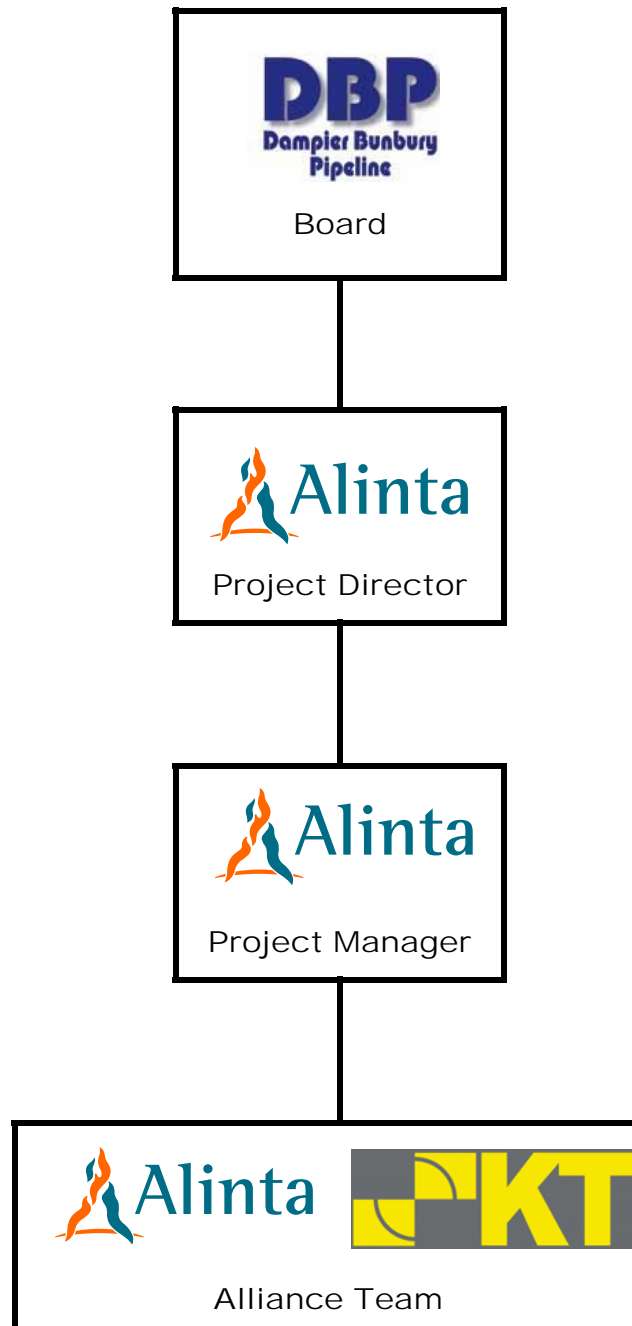 DBP
Dampier Bunbury
Pipeline
Board
Alinta
Project Director
Alinta
Project Manager
Alinta
KT
Alliance Team